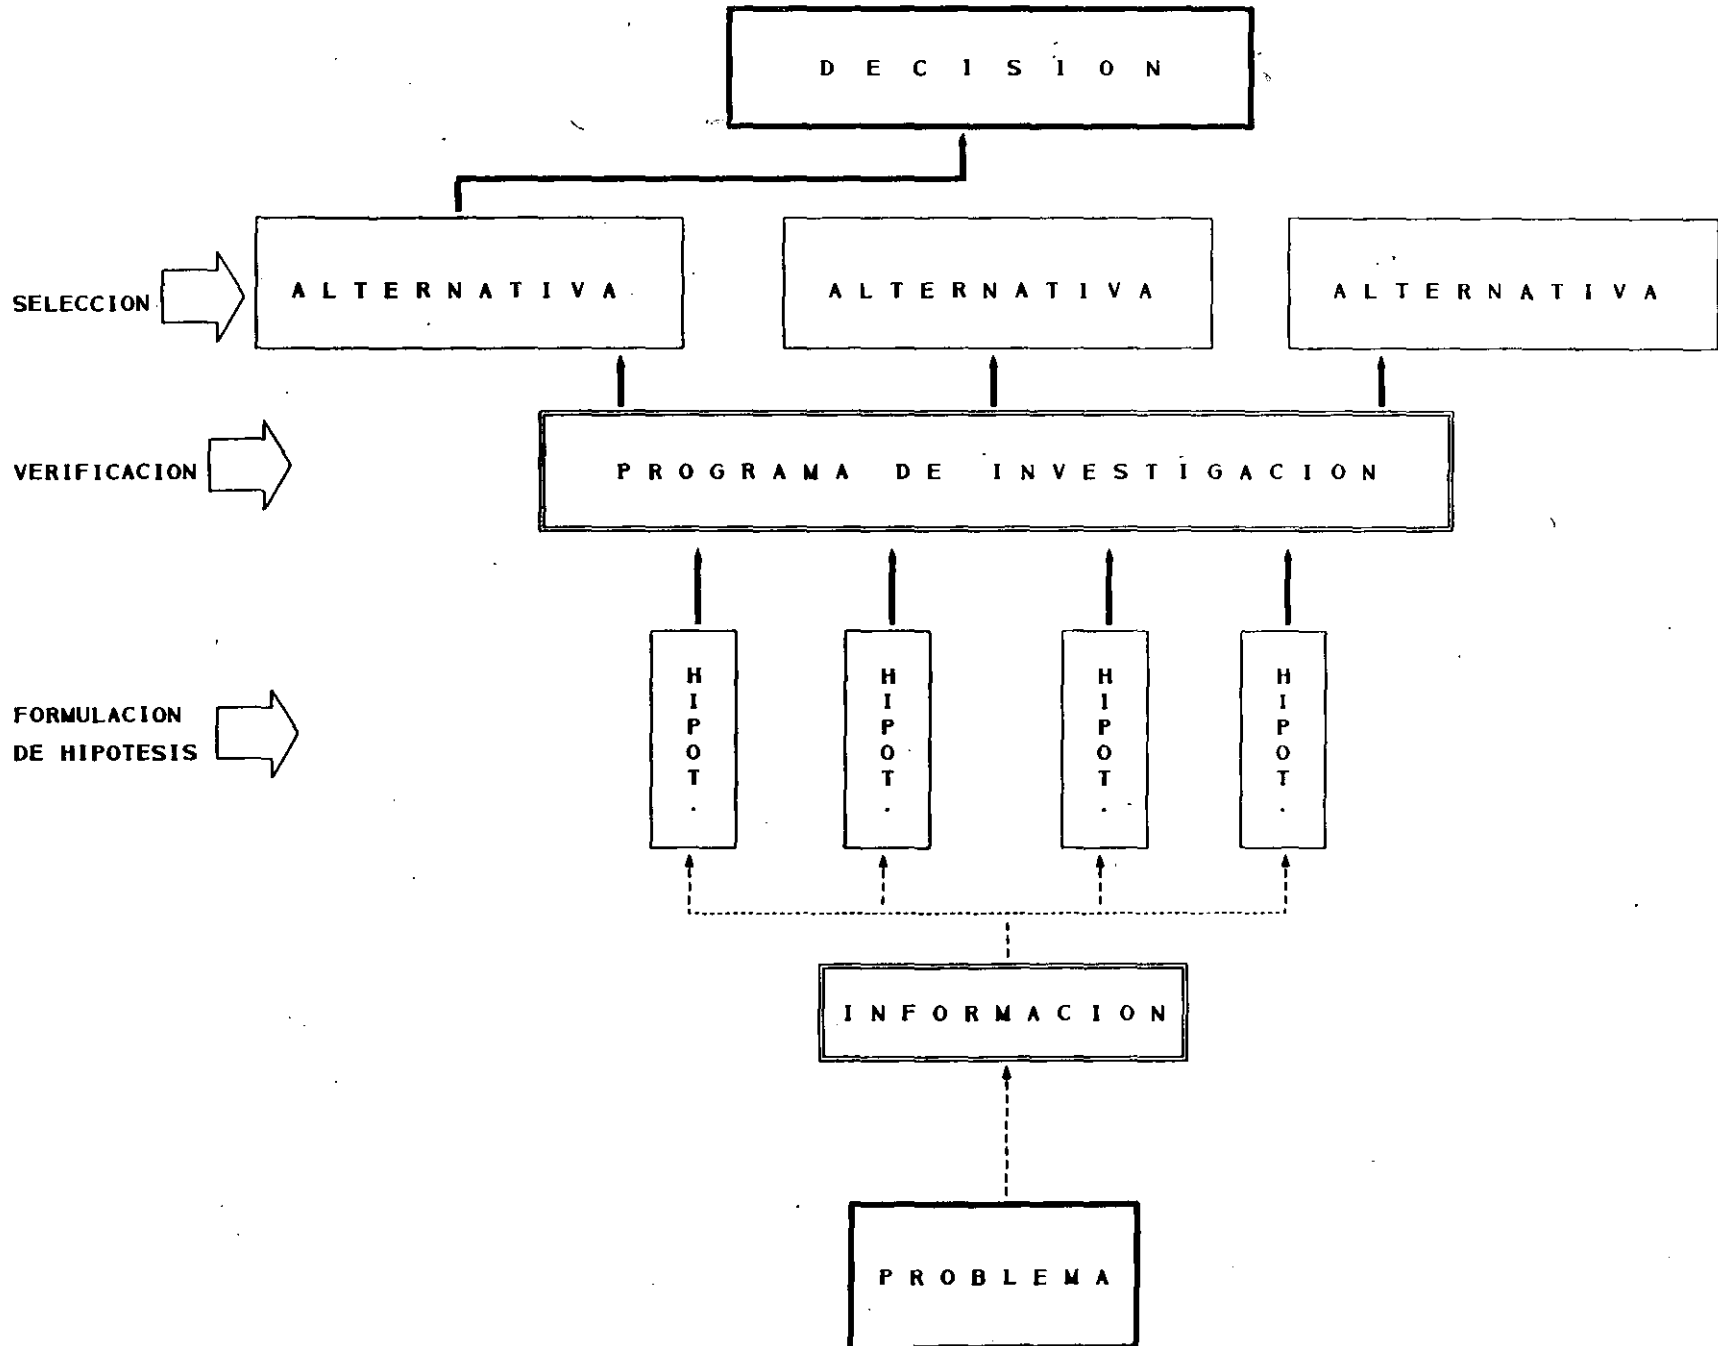 DECISION
SELECCION
ALTERNATIVA
ALTERNATIVA
ALTERNATIVA
VERIFICACION
PROGRAMA DE INVESTIGACION
FORMULACION
DE HIPOTESIS
HIPOT.
HIPOT.
HIPOT.
HIPOT.
INFORMACION
PROBLEMA